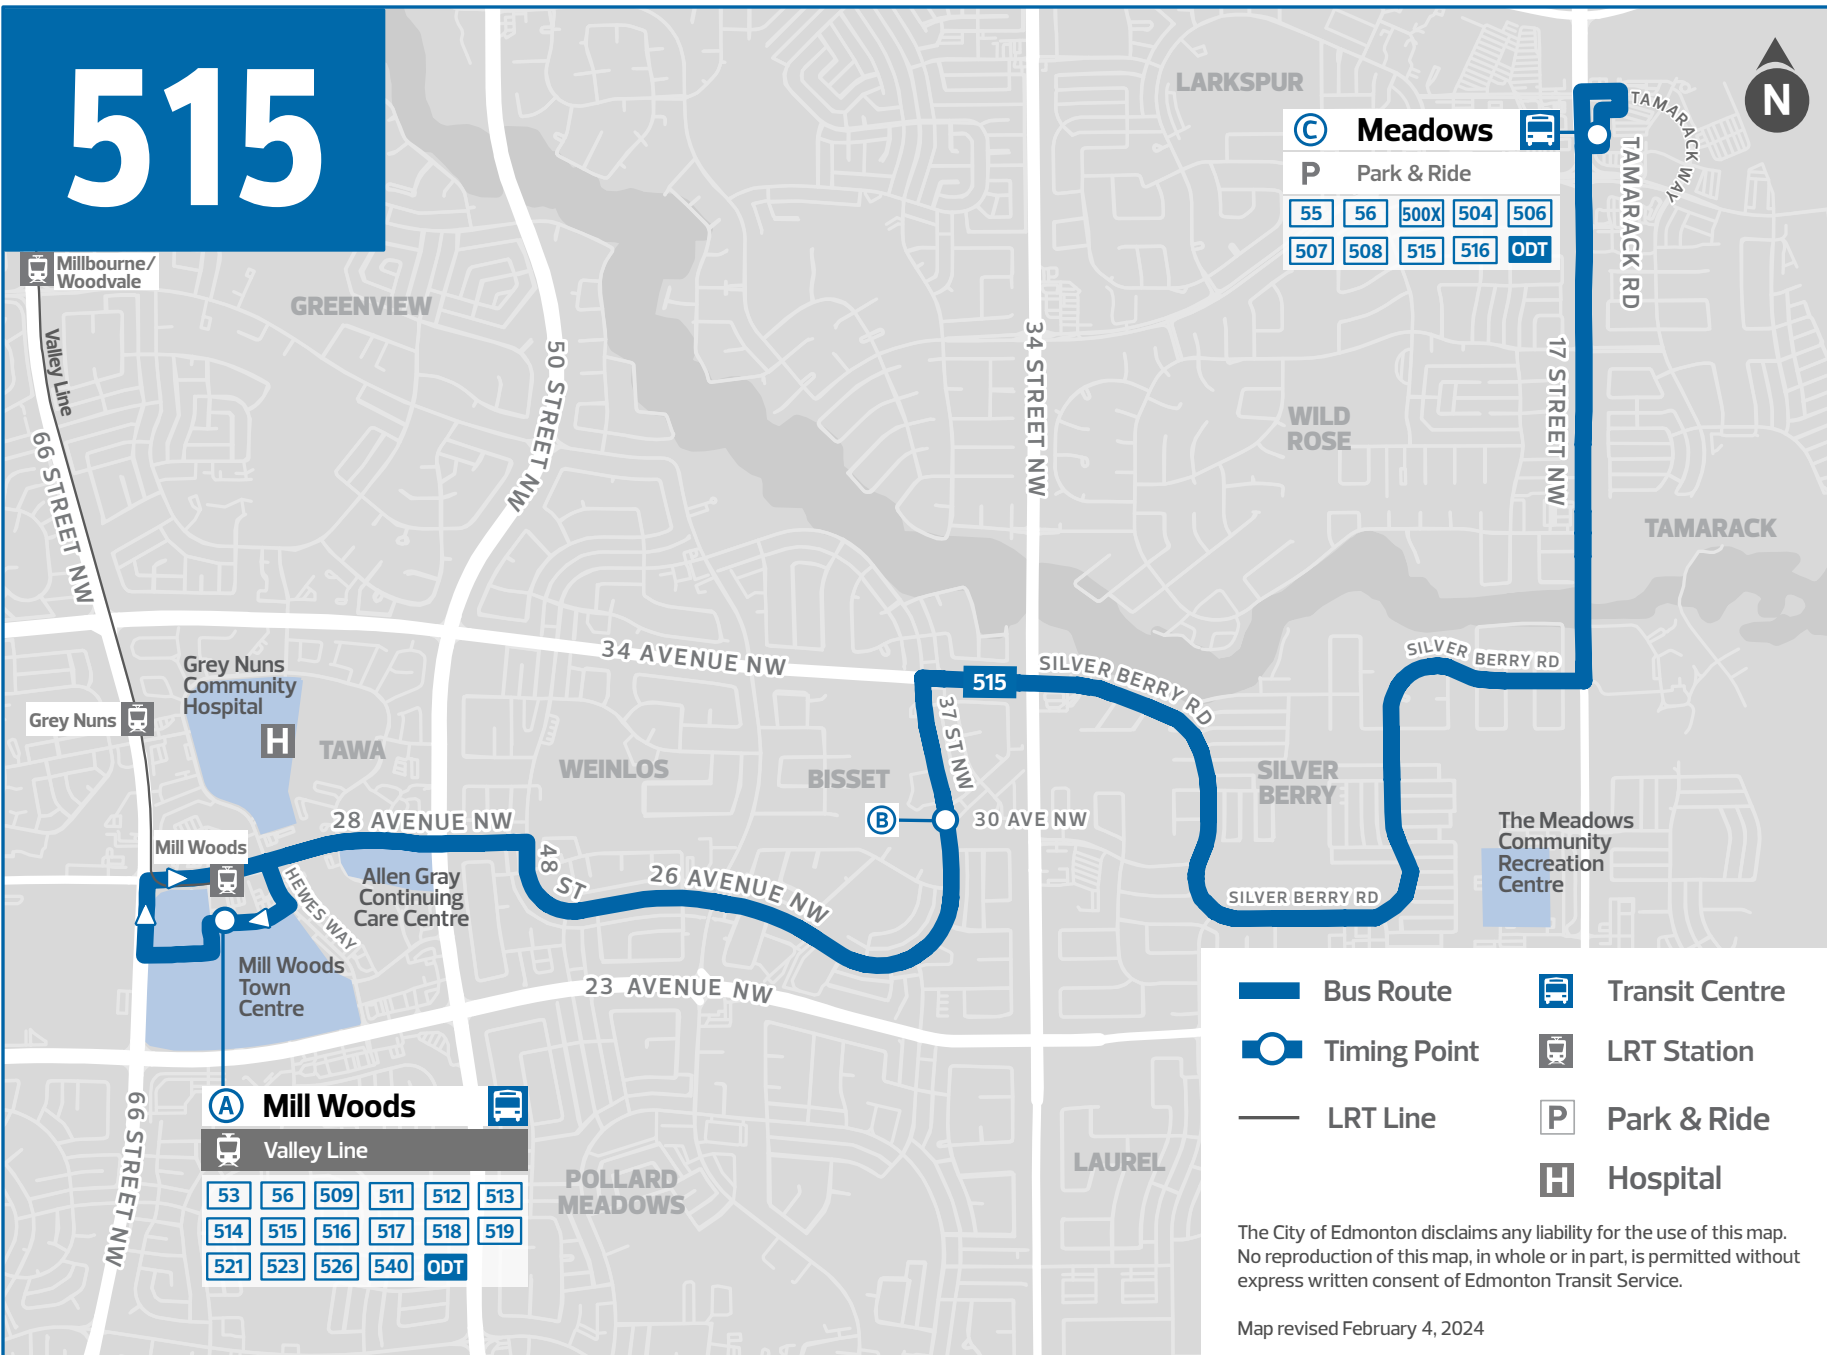 515
N
LARKSPUR
C Meadows
P Park & Ride
55 56 500X 504 506
507 508 515 516 ODT
TAMARACK WAY
TAMARACK RD
Millbourne/
Woodvale
GREENVIEW
Valley Line
66 STREET NW
50 STREET NW
34 STREET NW
17 STREET NW
WILD
ROSE
TAMARACK
34 AVENUE NW
515
SILVER BERRY RD
SILVER BERRY RD
Grey Nuns
Community
Hospital
H
Grey Nuns
TAWA
WEINLOS
BISSET
37 ST NW
SILVER
BERRY
B
30 AVE NW
28 AVENUE NW
Mill Woods
48 ST
26 AVENUE NW
HEWES WAY
Allen Gray
Continuing
Care Centre
SILVER BERRY RD
The Meadows
Community
Recreation
Centre
Mill Woods
Town
Centre
23 AVENUE NW
66 STREET NW
A Mill Woods
Valley Line
53 56 509 511 512 513
514 515 516 517 518 519
521 523 526 540 ODT
POLLARD
MEADOWS
LAUREL
Bus Route
Transit Centre
Timing Point
LRT Station
LRT Line
P Park & Ride
H Hospital
The City of Edmonton disclaims any liability for the use of this map.
No reproduction of this map, in whole or in part, is permitted without
express written consent of Edmonton Transit Service.
Map revised February 4, 2024